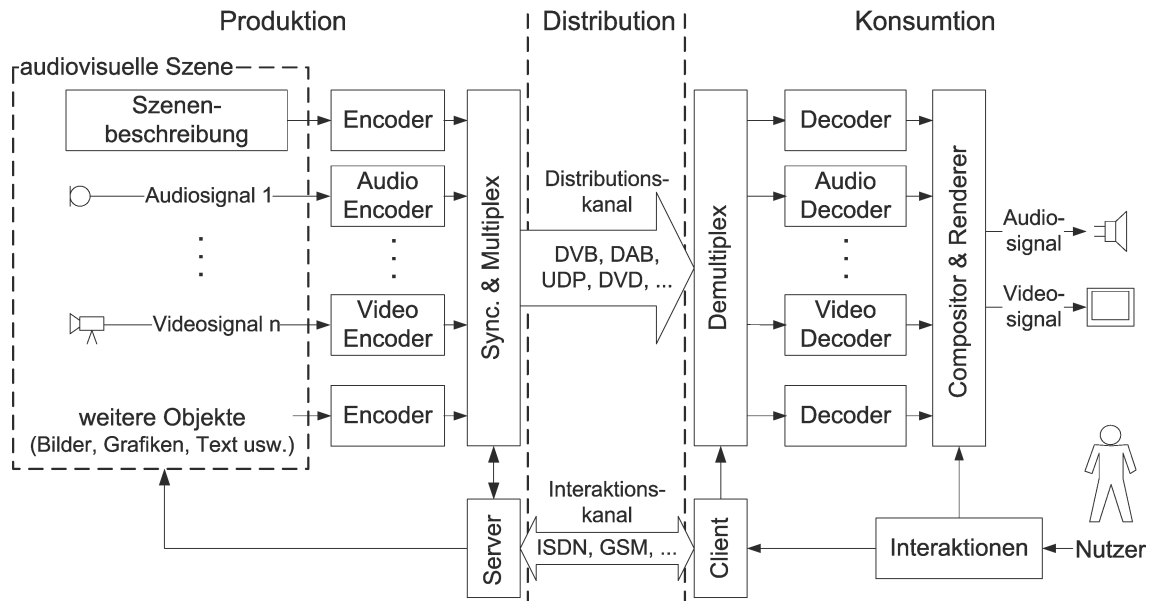 Produktion
Distribution
Konsumtion
audiovisuelle Szene
Szenen-
beschreibung
Encoder
Audiosignal 1
Audio
Encoder
Videosignal n
Video
Encoder
weitere Objekte
(Bilder, Grafiken, Text usw.)
Encoder
Sync. & Multiplex
Server
Distributions-
kanal
DVB, DAB,
UDP, DVD, ...
Interaktions-
kanal
ISDN, GSM, ...
Demultiplex
Client
Decoder
Audio
Decoder
Video
Decoder
Decoder
Compositor & Renderer
Audio-
signal
Video-
signal
Interaktionen
Nutzer